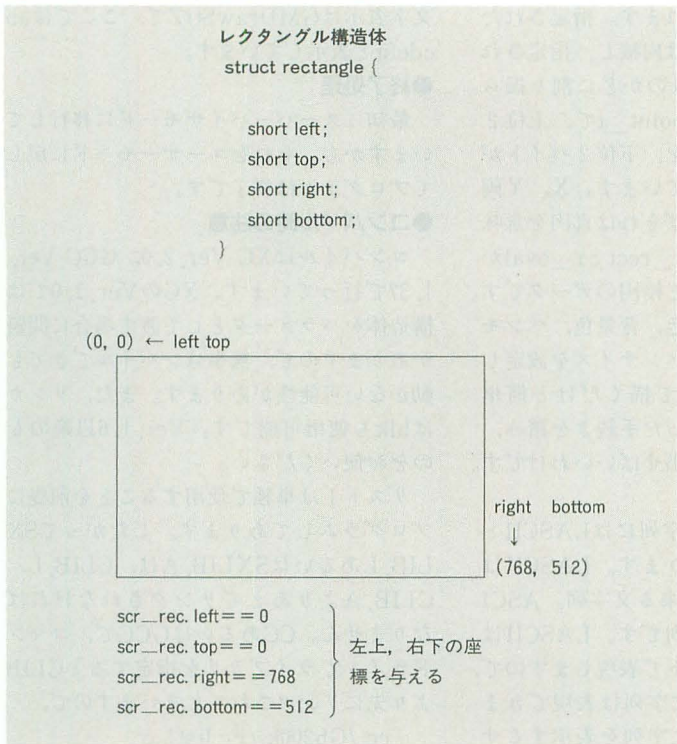 レクタングル構造体
struct rectangle {
short left;
short top;
short right;
short bottom;
}
(0, 0) ← left top
right bottom
↓
(768, 512)
scr_rec. left==0
scr_rec. top==0
scr_rec. right==768
scr_rec. bottom==512
左上，右下の座
標を与える